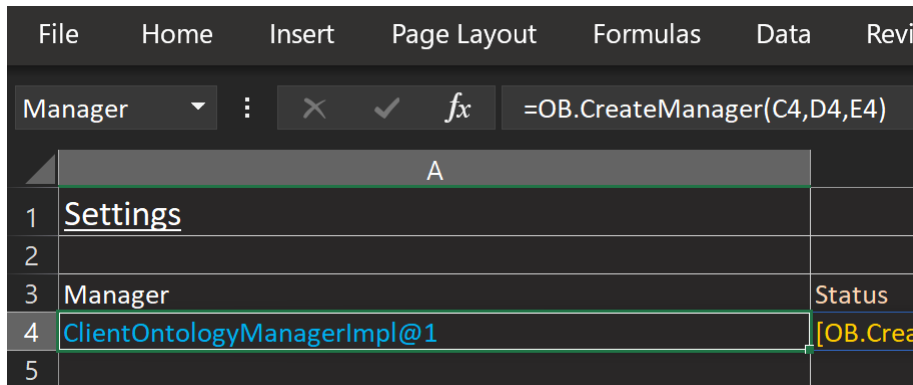 File Home Insert Page Layout Formulas Data Revi
Manager fx =OB.CreateManager(C4,D4,E4)
A
1 Settings
2
3 Manager Status
4 ClientOntologyManagerImpl@1 [OB.Crea
5